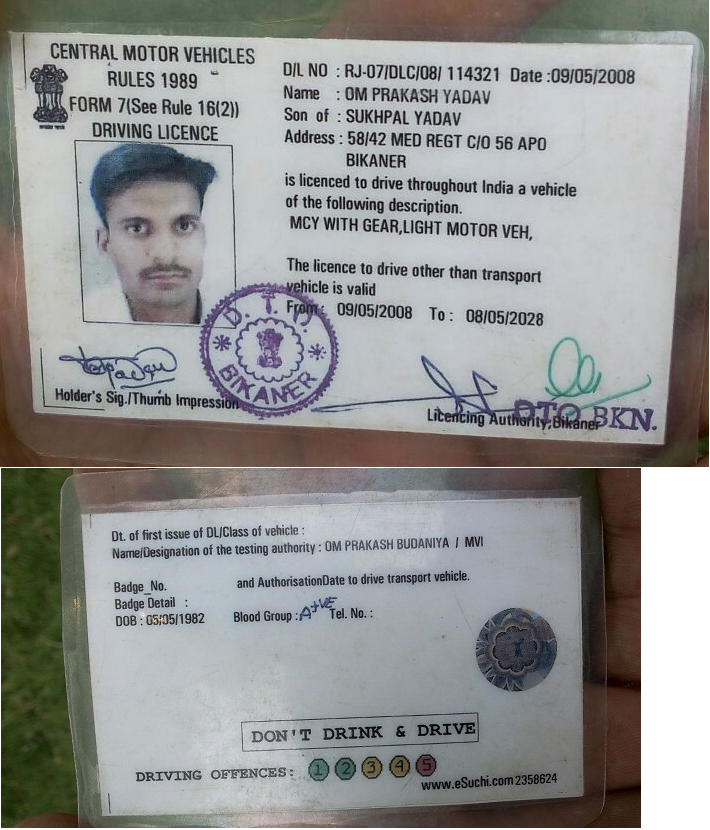 CENTRAL MOTOR VEHICLES
RULES 1989
FORM 7(See Rule 16(2))
DRIVING LICENCE
D/L NO : RJ-07/DLC/08/ 114321 Date :09/05/2008
Name : OM PRAKASH YADAV
Son of : SUKHPAL YADAV
Address : 58/42 MED REGT C/O 56 APO
BIKANER
is licenced to drive throughout India a vehicle
of the following description.
MCY WITH GEAR,LIGHT MOTOR VEH,
The licence to drive other than transport
vehicle is valid
From : 09/05/2008 To : 08/05/2028
D. T. O.
BIKANER
Holder's Sig./Thumb Impression
Licencing Authority,Bikaner
DTO BKN.
Dt. of first issue of DL/Class of vehicle :
Name/Designation of the testing authority : OM PRAKASH BUDANIYA / MVI
Badge_No. and AuthorisationDate to drive transport vehicle.
Badge Detail :
DOB : 05/05/1982 Blood Group : A+VE Tel. No. :
DON'T DRINK & DRIVE
DRIVING OFFENCES: 1 2 3 4 5
www.eSuchi.com 2358624